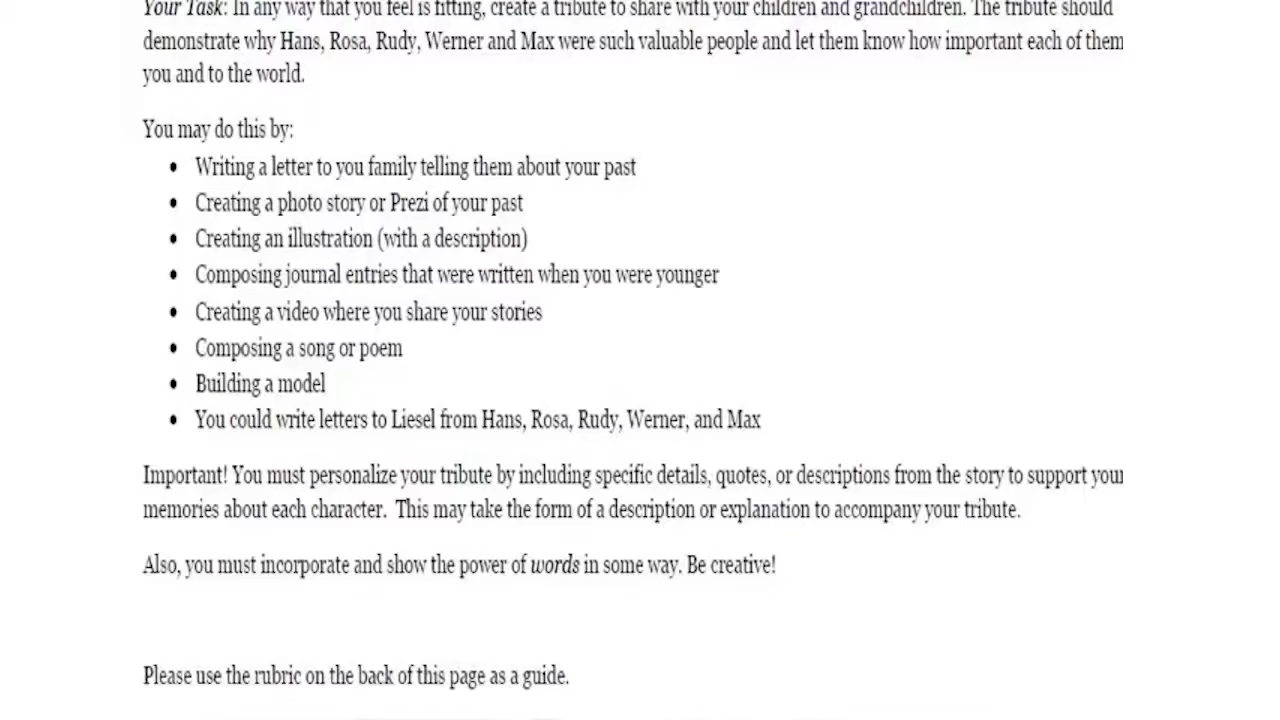 Your Task: In any way that you feel is fitting, create a tribute to share with your children and grandchildren. The tribute should
demonstrate why Hans, Rosa, Rudy, Werner and Max were such valuable people and let them know how important each of them
you and to the world.
You may do this by:
• Writing a letter to you family telling them about your past
• Creating a photo story or Prezi of your past
• Creating an illustration (with a description)
• Composing journal entries that were written when you were younger
• Creating a video where you share your stories
• Composing a song or poem
• Building a model
• You could write letters to Liesel from Hans, Rosa, Rudy, Werner, and Max
Important! You must personalize your tribute by including specific details, quotes, or descriptions from the story to support your
memories about each character. This may take the form of a description or explanation to accompany your tribute.
Also, you must incorporate and show the power of words in some way. Be creative!
Please use the rubric on the back of this page as a guide.